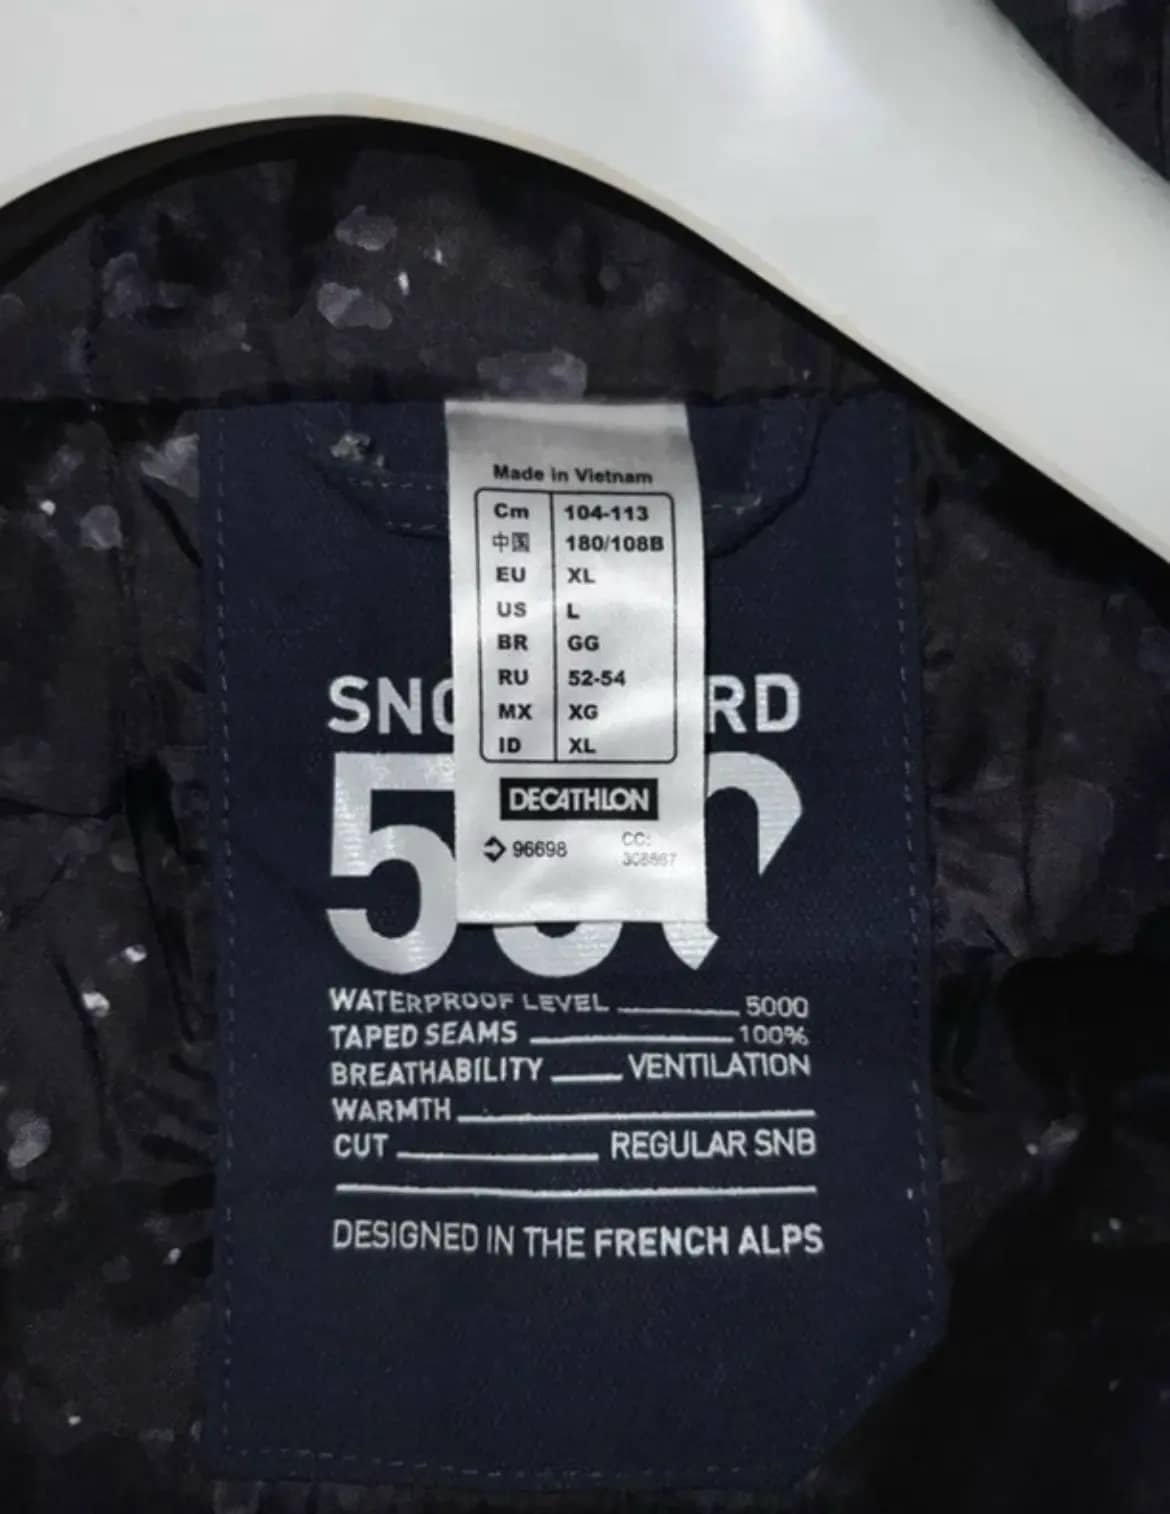 Made in Vietnam
Cm 104-113
中国 180/108B
EU XL
US L
BR GG
RU 52-54
MX XG
ID XL
DECATHLON
96698 CC:
SNO RD
5
WATERPROOF LEVEL 5000
TAPED SEAMS 100%
BREATHABILITY VENTILATION
WARMTH
CUT REGULAR SNB
DESIGNED IN THE FRENCH ALPS